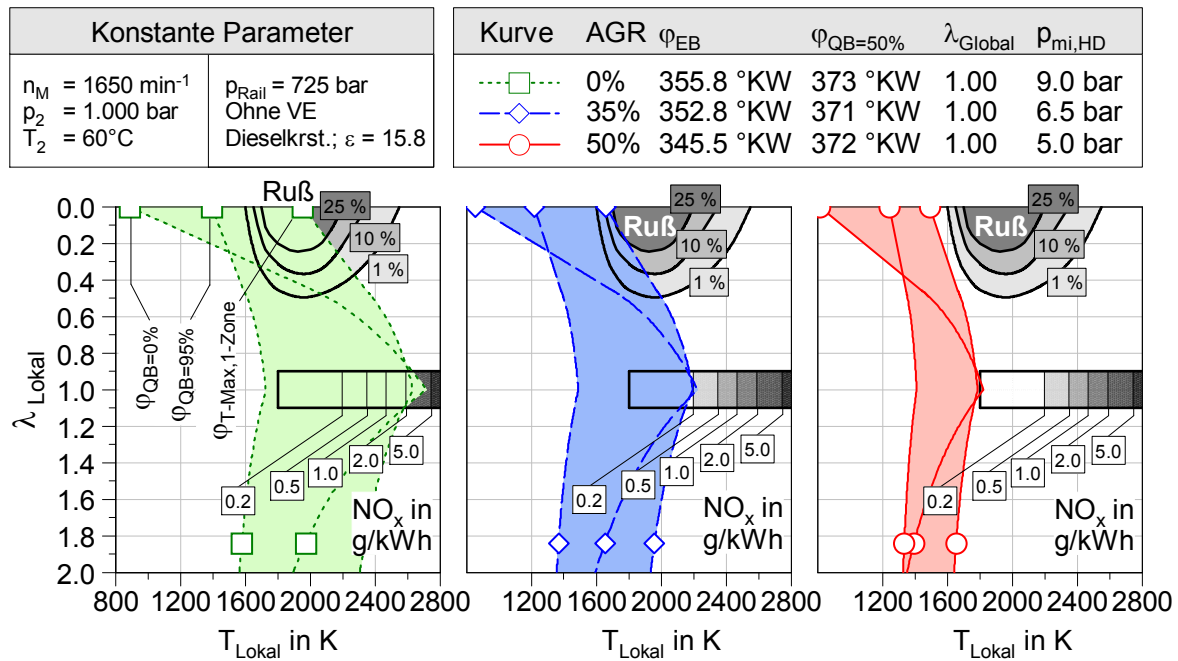 Konstante Parameter
n_M = 1650 min⁻¹
p_2 = 1.000 bar
T_2 = 60°C
p_Rail = 725 bar
Ohne VE
Dieselkrst.; ε = 15.8
Kurve AGR φ_EB φ_QB=50% λ_Global p_mi,HD
0% 355.8 °KW 373 °KW 1.00 9.0 bar
35% 352.8 °KW 371 °KW 1.00 6.5 bar
50% 345.5 °KW 372 °KW 1.00 5.0 bar
λ_Lokal
0.0
0.2
0.4
0.6
0.8
1.0
1.2
1.4
1.6
1.8
2.0
Ruß
25 %
10 %
1 %
φ_QB=0%
φ_QB=95%
φ_T-Max,1-Zone
0.2
0.5
1.0
2.0
5.0
NO_x in
g/kWh
800 1200 1600 2000 2400 2800
T_Lokal in K
Ruß
25 %
10 %
1 %
0.2
0.5
1.0
2.0
5.0
NO_x in
g/kWh
1200 1600 2000 2400 2800
T_Lokal in K
Ruß
25 %
10 %
1 %
0.2
0.5
1.0
2.0
5.0
NO_x in
g/kWh
1200 1600 2000 2400 2800
T_Lokal in K